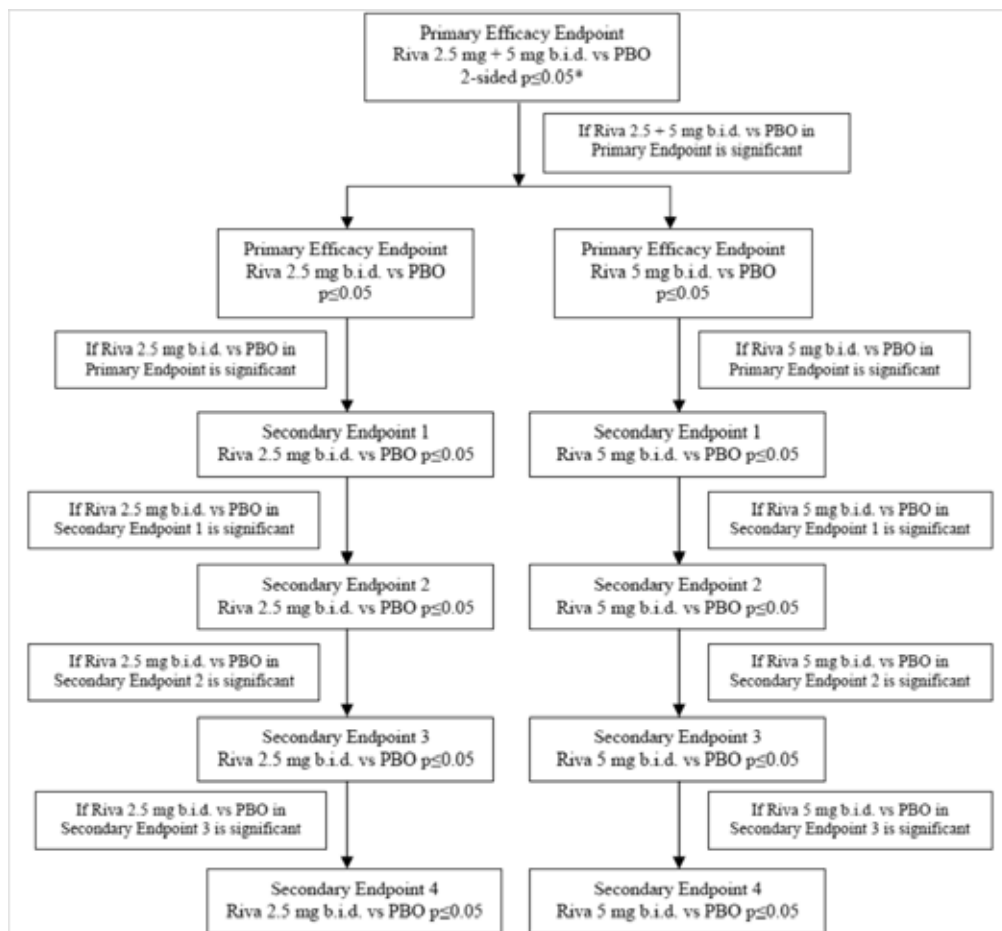 Primary Efficacy Endpoint
Riva 2.5 mg + 5 mg b.i.d. vs PBO
2-sided p≤0.05*
If Riva 2.5 + 5 mg b.i.d. vs PBO in
Primary Endpoint is significant
Primary Efficacy Endpoint
Riva 2.5 mg b.i.d. vs PBO
p≤0.05
Primary Efficacy Endpoint
Riva 5 mg b.i.d. vs PBO
p≤0.05
If Riva 2.5 mg b.i.d. vs PBO in
Primary Endpoint is significant
If Riva 5 mg b.i.d. vs PBO in
Primary Endpoint is significant
Secondary Endpoint 1
Riva 2.5 mg b.i.d. vs PBO p≤0.05
Secondary Endpoint 1
Riva 5 mg b.i.d. vs PBO p≤0.05
If Riva 2.5 mg b.i.d. vs PBO in
Secondary Endpoint 1 is significant
If Riva 5 mg b.i.d. vs PBO in
Secondary Endpoint 1 is significant
Secondary Endpoint 2
Riva 2.5 mg b.i.d. vs PBO p≤0.05
Secondary Endpoint 2
Riva 5 mg b.i.d. vs PBO p≤0.05
If Riva 2.5 mg b.i.d. vs PBO in
Secondary Endpoint 2 is significant
If Riva 5 mg b.i.d. vs PBO in
Secondary Endpoint 2 is significant
Secondary Endpoint 3
Riva 2.5 mg b.i.d. vs PBO p≤0.05
Secondary Endpoint 3
Riva 5 mg b.i.d. vs PBO p≤0.05
If Riva 2.5 mg b.i.d. vs PBO in
Secondary Endpoint 3 is significant
If Riva 5 mg b.i.d. vs PBO in
Secondary Endpoint 3 is significant
Secondary Endpoint 4
Riva 2.5 mg b.i.d. vs PBO p≤0.05
Secondary Endpoint 4
Riva 5 mg b.i.d. vs PBO p≤0.05